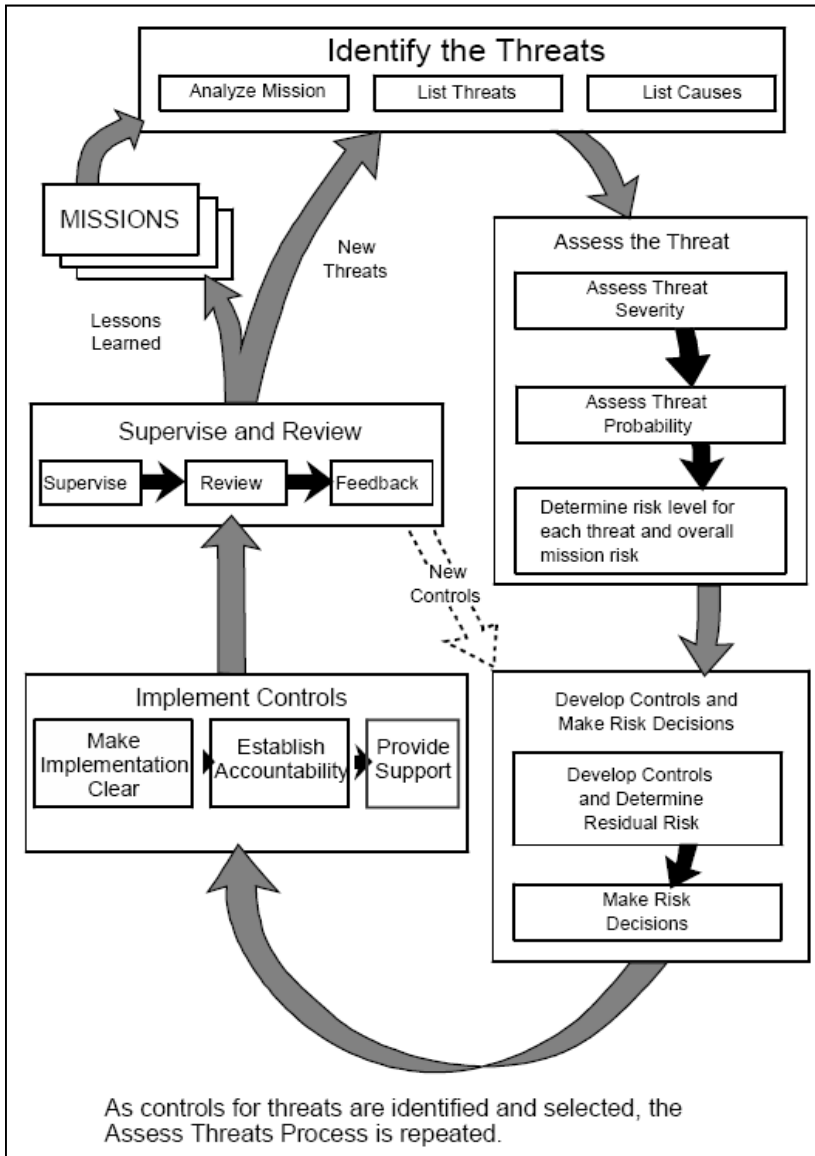 Identify the Threats
Analyze Mission
List Threats
List Causes
MISSIONS
New
Threats
Lessons
Learned
Assess the Threat
Assess Threat
Severity
Assess Threat
Probability
Determine risk level for
each threat and overall
mission risk
Supervise and Review
Supervise
Review
Feedback
New
Controls
Develop Controls and
Make Risk Decisions
Develop Controls
and Determine
Residual Risk
Make Risk
Decisions
Implement Controls
Make
Implementation
Clear
Establish
Accountability
Provide
Support
As controls for threats are identified and selected, the
Assess Threats Process is repeated.